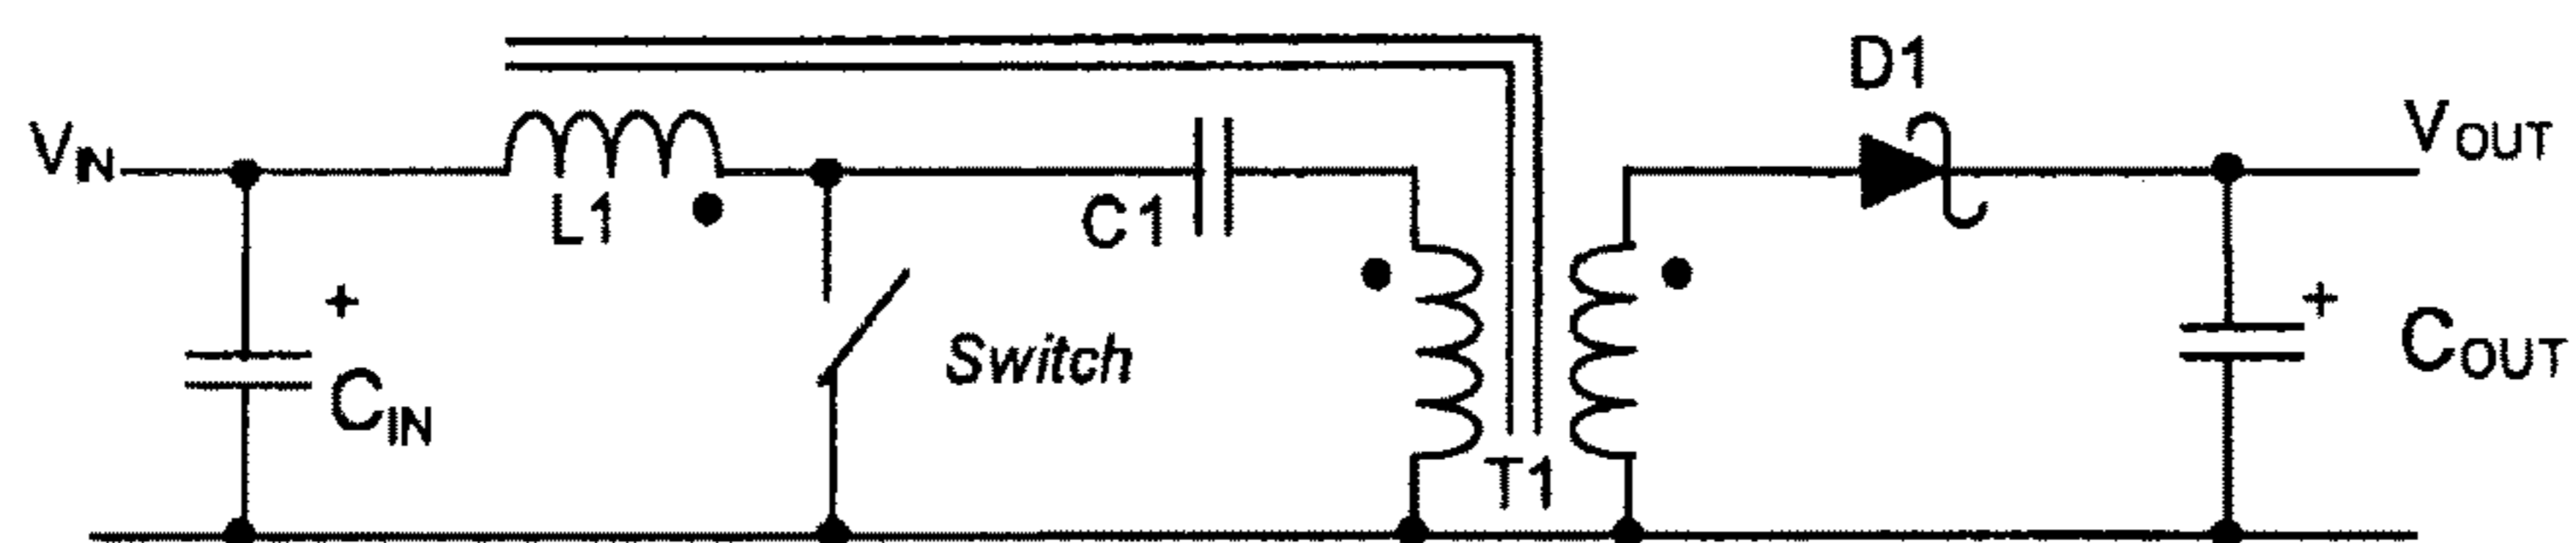 D1
VIN
VOUT
L1
C1
+
+
Switch
CIN
COUT
T1